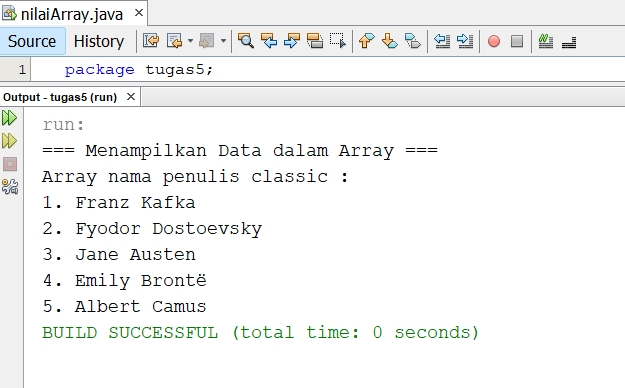 nilaiArray.java
Source History
1 package tugas5;
Output - tugas5 (run)
run:
=== Menampilkan Data dalam Array ===
Array nama penulis classic :
1. Franz Kafka
2. Fyodor Dostoevsky
3. Jane Austen
4. Emily Brontë
5. Albert Camus
BUILD SUCCESSFUL (total time: 0 seconds)